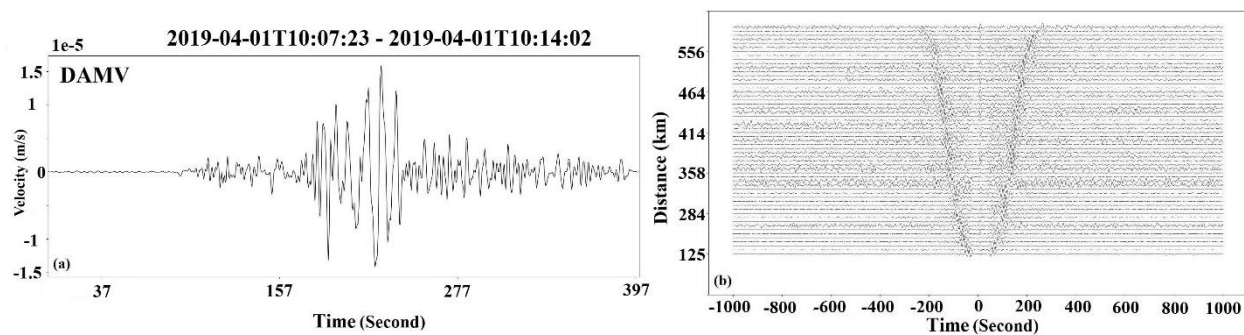 2019-04-01T10:07:23 - 2019-04-01T10:14:02
1e-5
DAMV
1.5
1
0
-1
-1.5
Velocity (m/s)
(a)
37 157 277 397
Time (Second)
556
464
414
358
284
125
Distance (km)
(b)
-1000 -800 -600 -400 -200 0 200 400 600 800 1000
Time (Second)